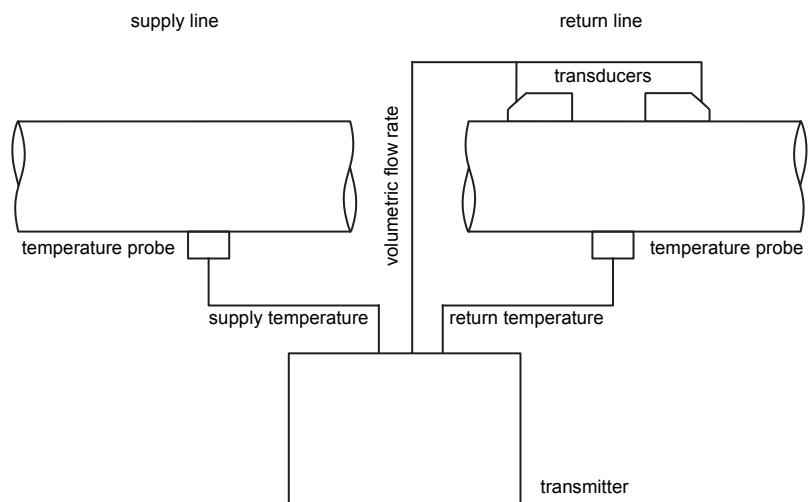 supply line
return line
transducers
volumetric flow rate
temperature probe
temperature probe
supply temperature
return temperature
transmitter